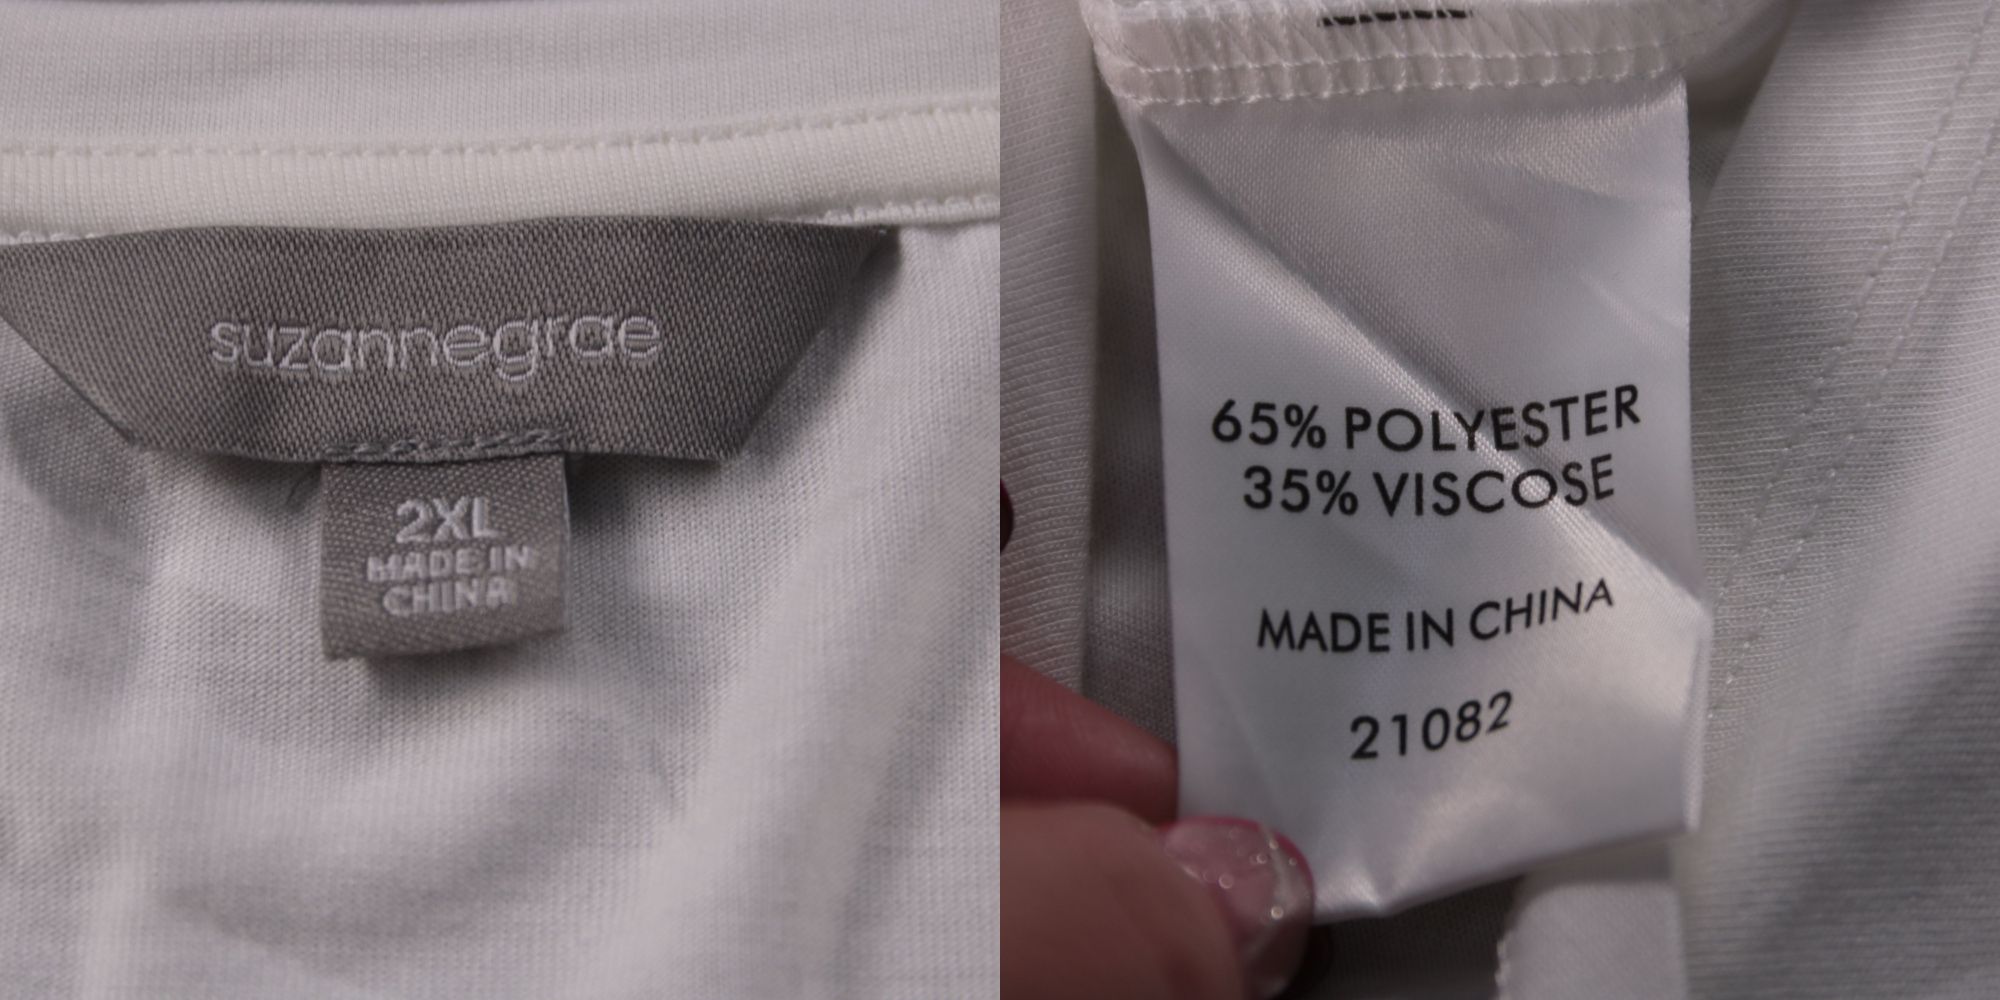 suzannegrae
2XL
MADE IN
CHINA
65% POLYESTER
35% VISCOSE
MADE IN CHINA
21082